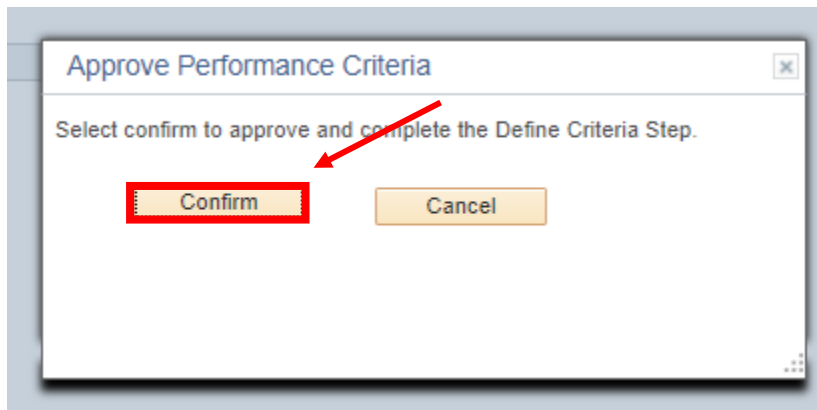 Approve Performance Criteria
Select confirm to approve and complete the Define Criteria Step.
Confirm
Cancel